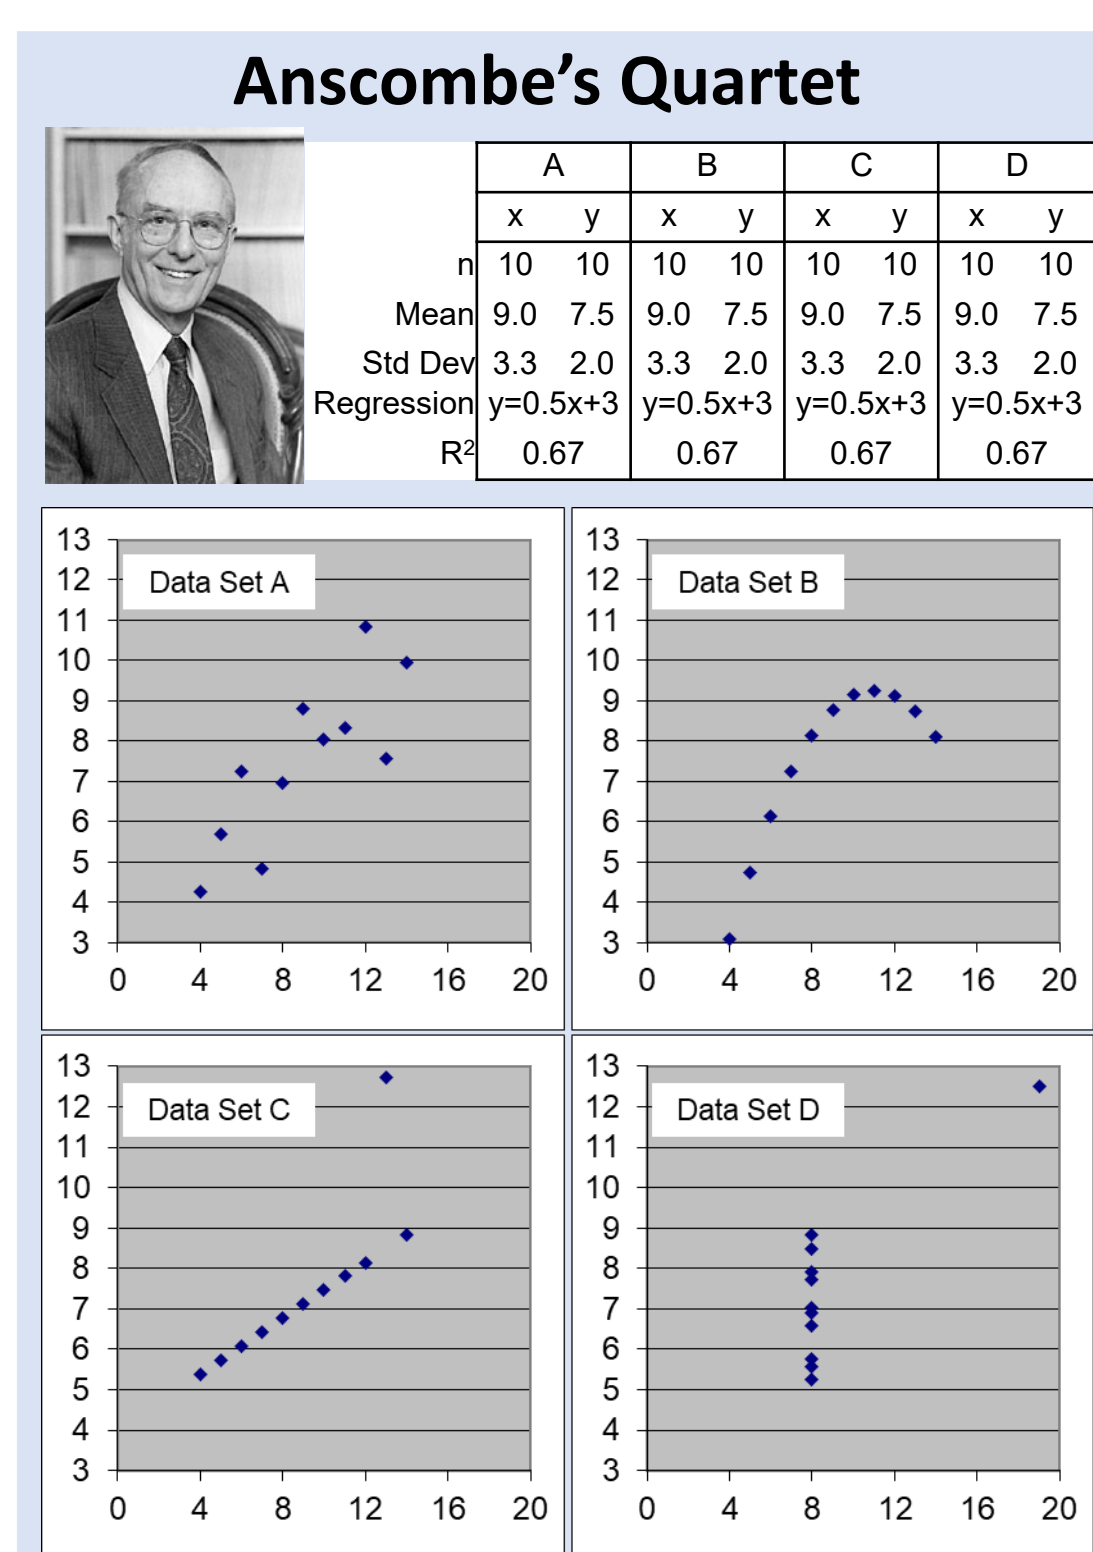 Anscombe’s Quartet
A B C D
x y x y x y x y
n 10 10 10 10 10 10 10 10
Mean 9.0 7.5 9.0 7.5 9.0 7.5 9.0 7.5
Std Dev 3.3 2.0 3.3 2.0 3.3 2.0 3.3 2.0
Regression y=0.5x+3 y=0.5x+3 y=0.5x+3 y=0.5x+3
R² 0.67 0.67 0.67 0.67
Data Set A
13
12
11
10
9
8
7
6
5
4
3
0 4 8 12 16 20
Data Set B
13
12
11
10
9
8
7
6
5
4
3
0 4 8 12 16 20
Data Set C
13
12
11
10
9
8
7
6
5
4
3
0 4 8 12 16 20
Data Set D
13
12
11
10
9
8
7
6
5
4
3
0 4 8 12 16 20